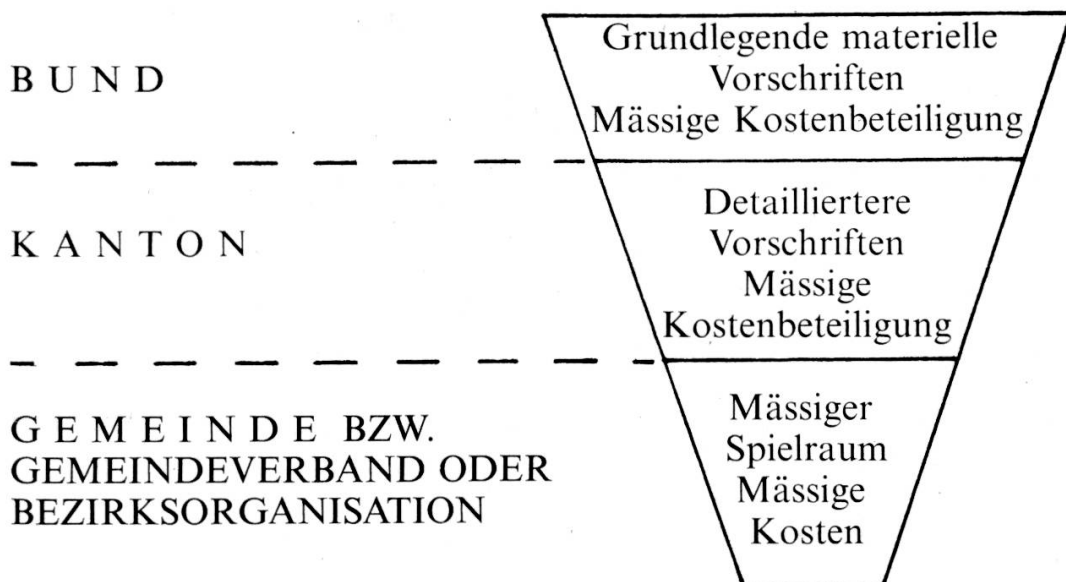 BUND
Grundlegende materielle
Vorschriften
Mässige Kostenbeteiligung
KANTON
Detailliertere
Vorschriften
Mässige
Kostenbeteiligung
GEMEINDE BZW.
GEMEINDEVERBAND ODER
BEZIRKSORGANISATION
Mässiger
Spielraum
Mässige
Kosten